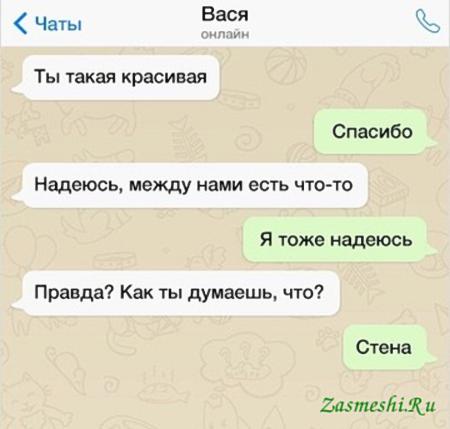 Чаты
Вася
онлайн
Ты такая красивая
Спасибо
Надеюсь, между нами есть что-то
Я тоже надеюсь
Правда? Как ты думаешь, что?
Стена
Zasmeshi.Ru